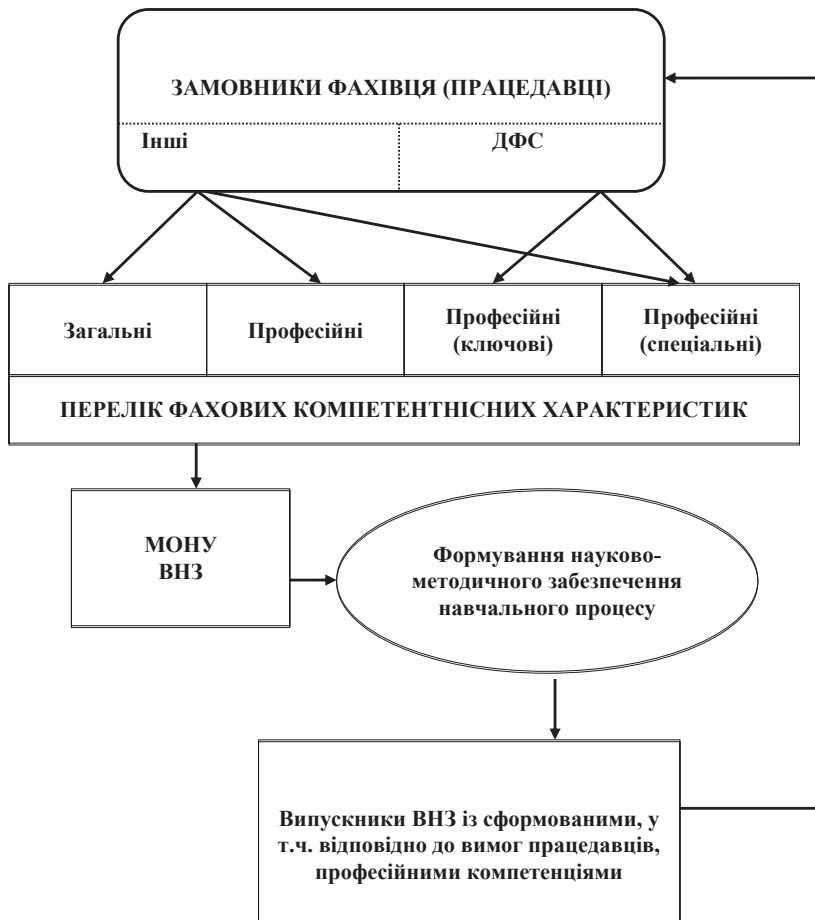 ЗАМОВНИКИ ФАХІВЦЯ (ПРАЦЕДАВЦІ)
Інші
ДФС
Загальні
Професійні
Професійні
(ключові)
Професійні
(спеціальні)
ПЕРЕЛІК ФАХОВИХ КОМПЕТЕНТНІСНИХ ХАРАКТЕРИСТИК
МОНУ
ВНЗ
Формування науково-
методичного забезпечення
навчального процесу
Випускники ВНЗ із сформованими, у
т.ч. відповідно до вимог працедавців,
професійними компетенціями